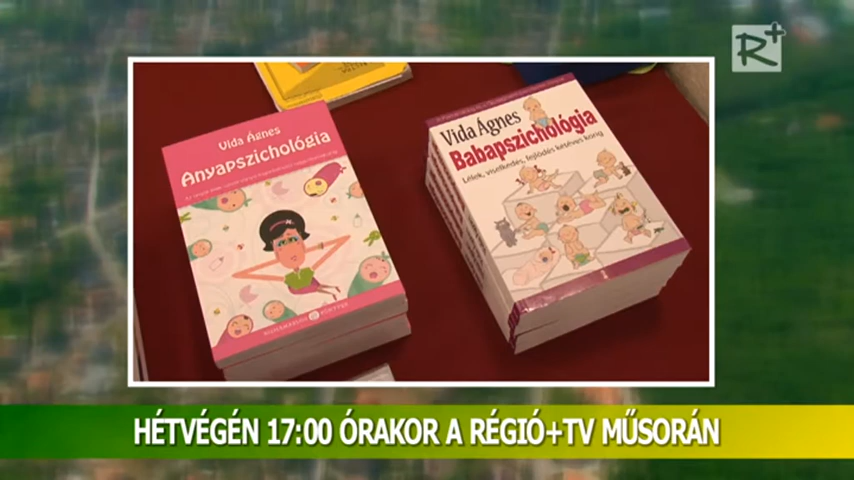 R+
Vida Ágnes
Anyapszichológia
Vida Ágnes
Babapszichológia
Lélek, viselkedés, fejlődés kétéves korig
HÉTVÉGÉN 17:00 ÓRAKOR A RÉGIÓ+TV MŰSORÁN